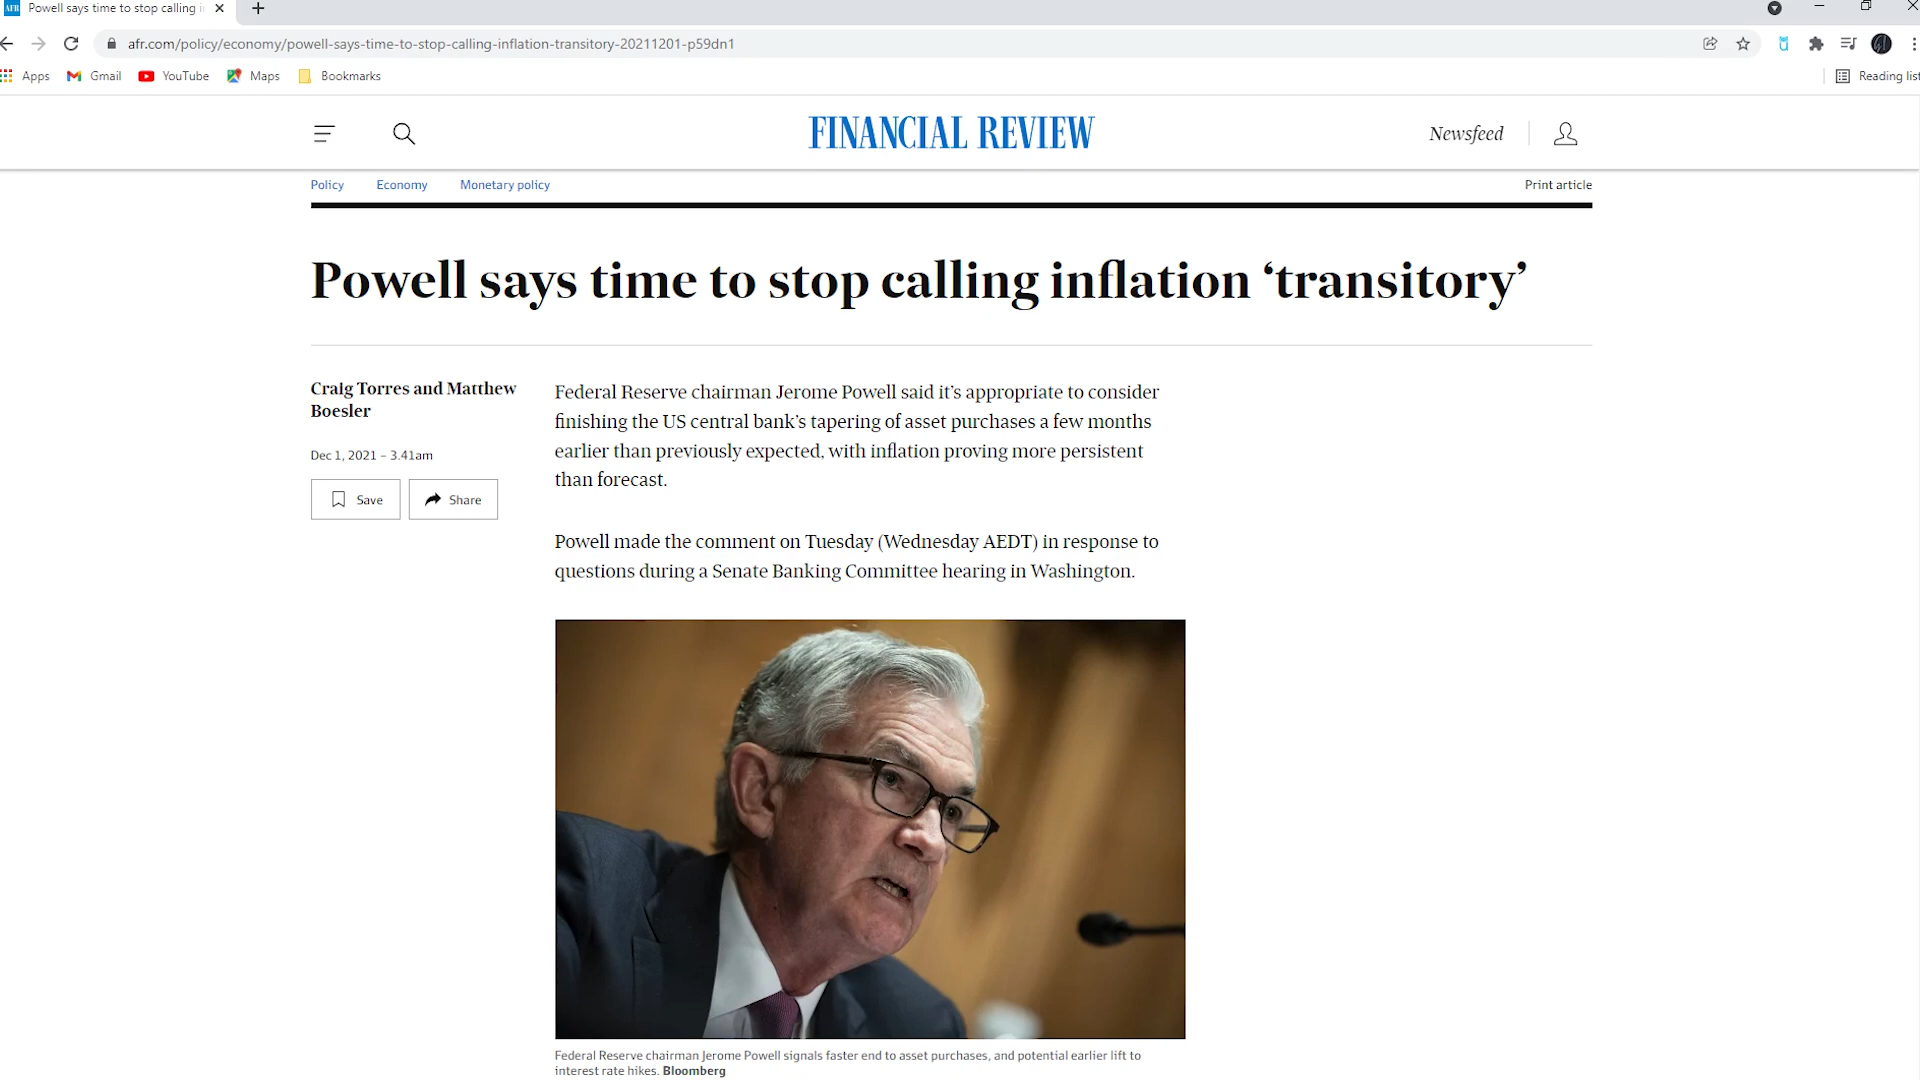 AFR Powell says time to stop calling
afr.com/policy/economy/powell-says-time-to-stop-calling-inflation-transitory-20211201-p59dn1
Apps Gmail YouTube Maps Bookmarks Reading list
FINANCIAL REVIEW Newsfeed
Policy Economy Monetary policy Print article
Powell says time to stop calling inflation ‘transitory’
Craig Torres and Matthew
Boesler
Dec 1, 2021 – 3.41am
Save Share
Federal Reserve chairman Jerome Powell said it’s appropriate to consider
finishing the US central bank’s tapering of asset purchases a few months
earlier than previously expected, with inflation proving more persistent
than forecast.
Powell made the comment on Tuesday (Wednesday AEDT) in response to
questions during a Senate Banking Committee hearing in Washington.
Federal Reserve chairman Jerome Powell signals faster end to asset purchases, and potential earlier lift to
interest rate hikes. Bloomberg